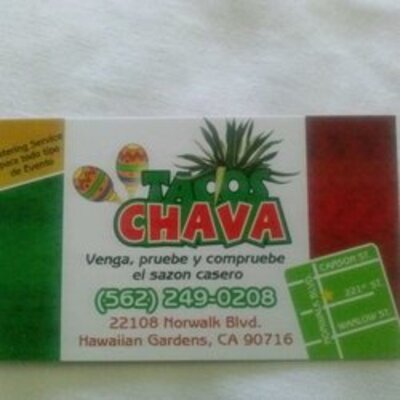 Catering Service
para todo tipo
de Evento
TACOS
CHAVA
Venga, pruebe y compruebe
el sazon casero
(562) 249-0208
22108 Norwalk Blvd.
Hawaiian Gardens, CA 90716
CARSON ST.
221st ST.
NORWALK BLVD.
WARDLOW ST.